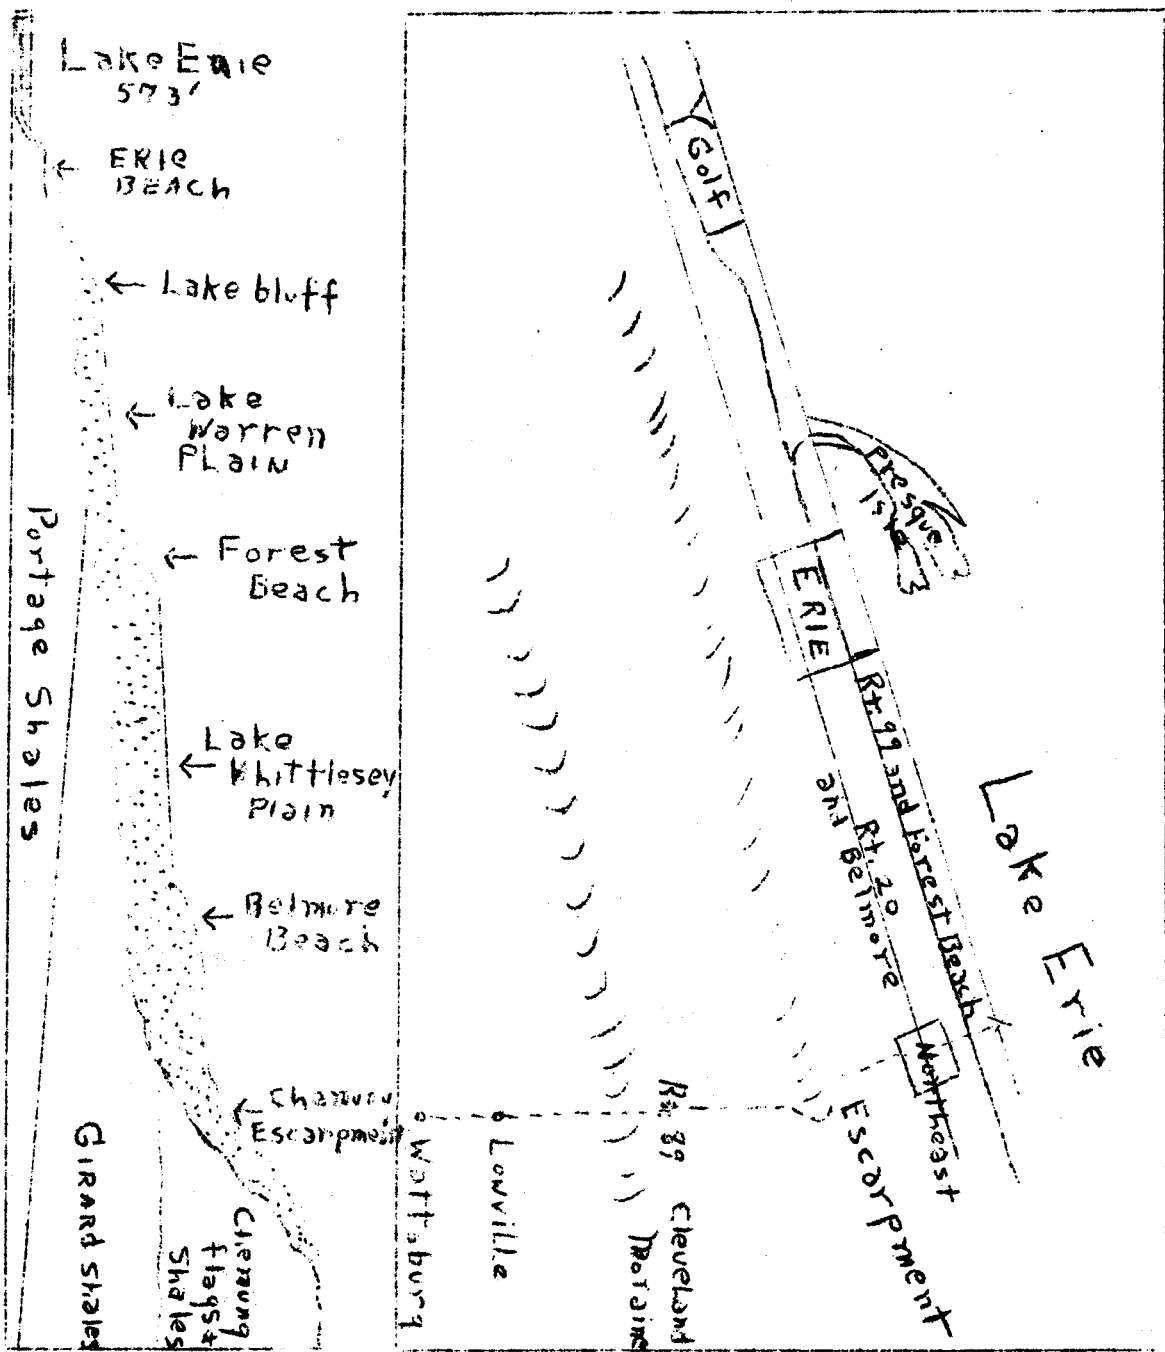 Lake Erie
573'
ERIE
BEACH
Lake bluff
Lake
Warren
PLAIN
Forest
Beach
Lake
Whittlesey
Plain
Belmore
Beach
Escarpment
Portage Shales
GIRARD Shales
Chemung
flags &
Shales
Golf
Presque
Isle
ERIE
Rt. 99 and Forest Beach
Rt. 20
and Belmore
Lake Erie
Northeast
Escarpment
Rt. 89
Cleveland
Moraine
Lowville
Wattsburg